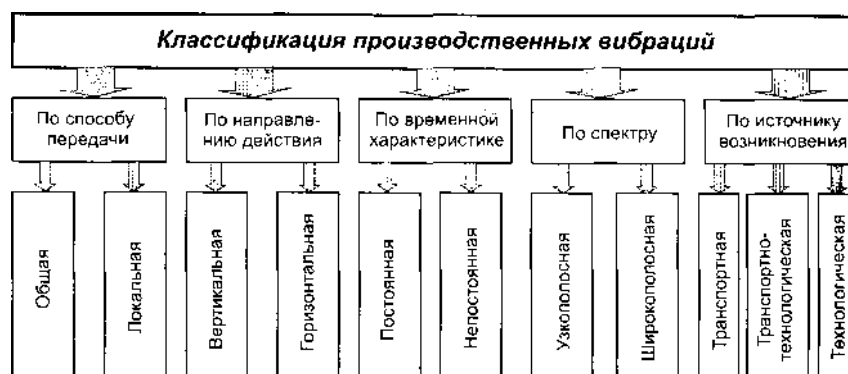 Классификация производственных вибраций
По способу
передачи
По направле-
нию действия
По временной
характеристике
По спектру
По источнику
возникновения
Общая
Локальная
Вертикальная
Горизонтальная
Постоянная
Непостоянная
Узкополосная
Широкополосная
Транспортная
Транспортно-
технологическая
Технологическая